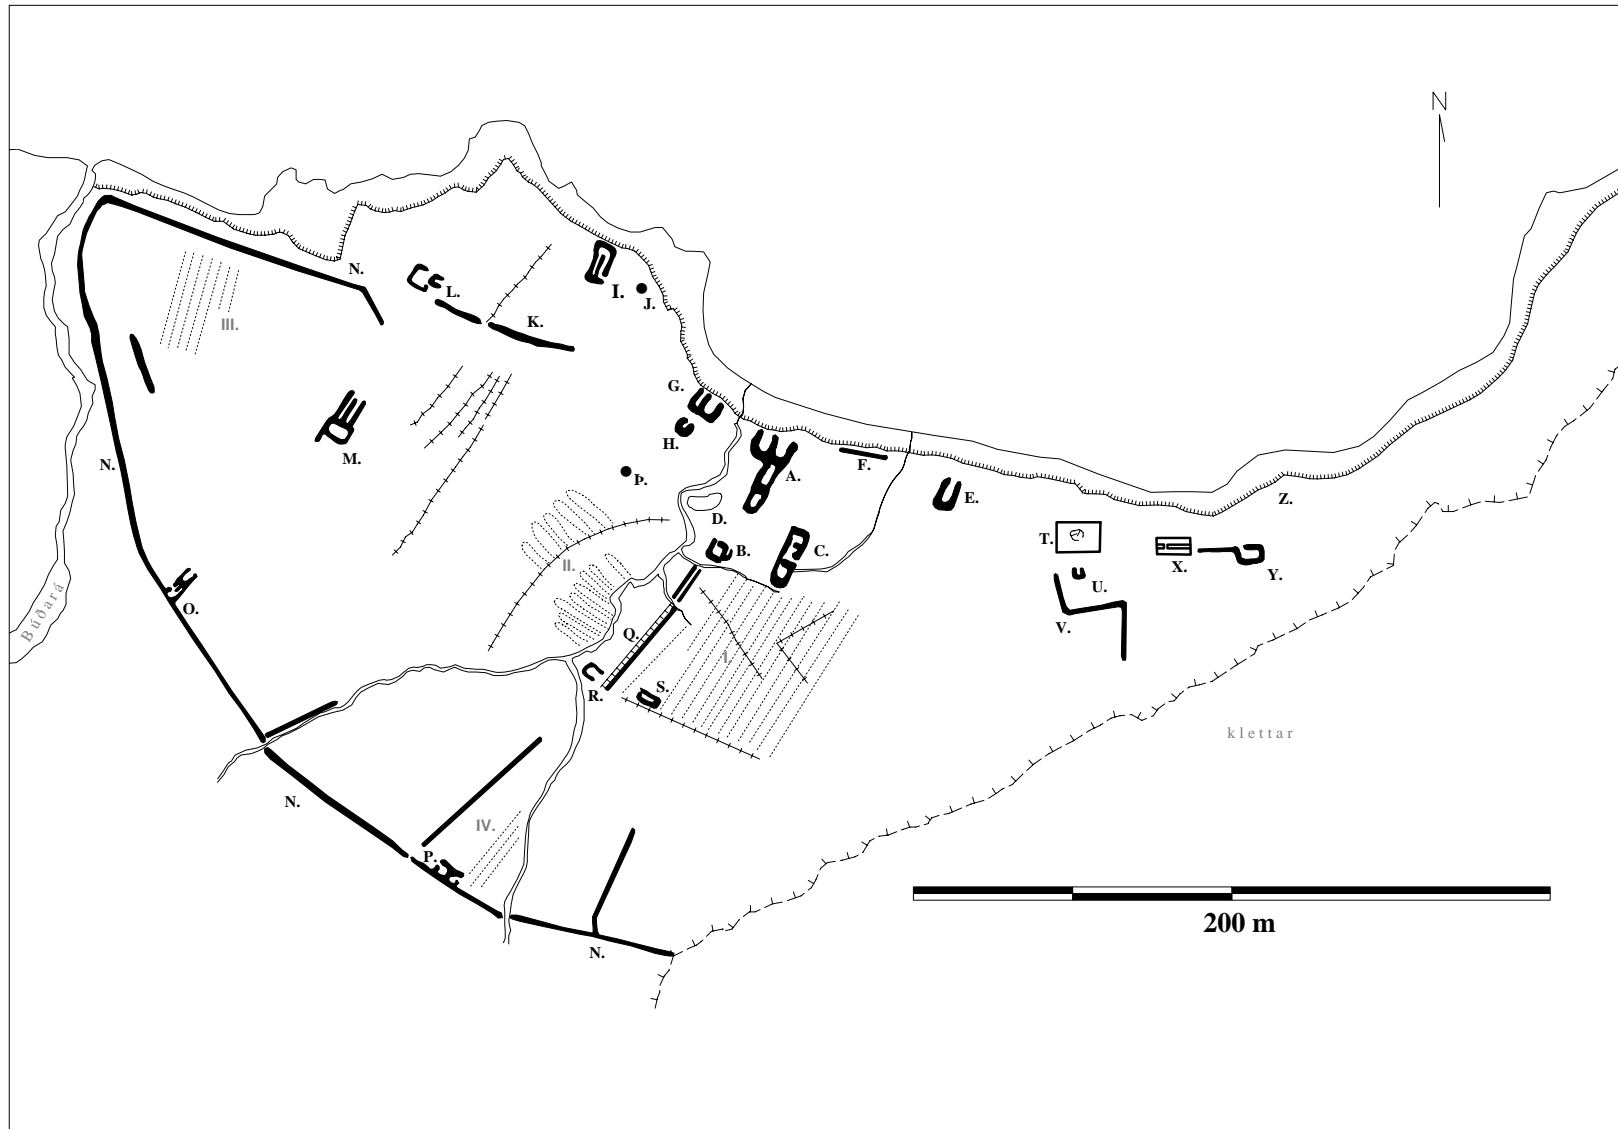 N
N.
L.
I.
J.
K.
III.
G.
H.
M.
N.
Þ.
A.
F.
E.
Z.
D.
B.
C.
T.
X.
Y.
U.
V.
II.
O.
Búðará
Q.
I.
R.
S.
klettar
N.
IV.
P.
N.
200 m